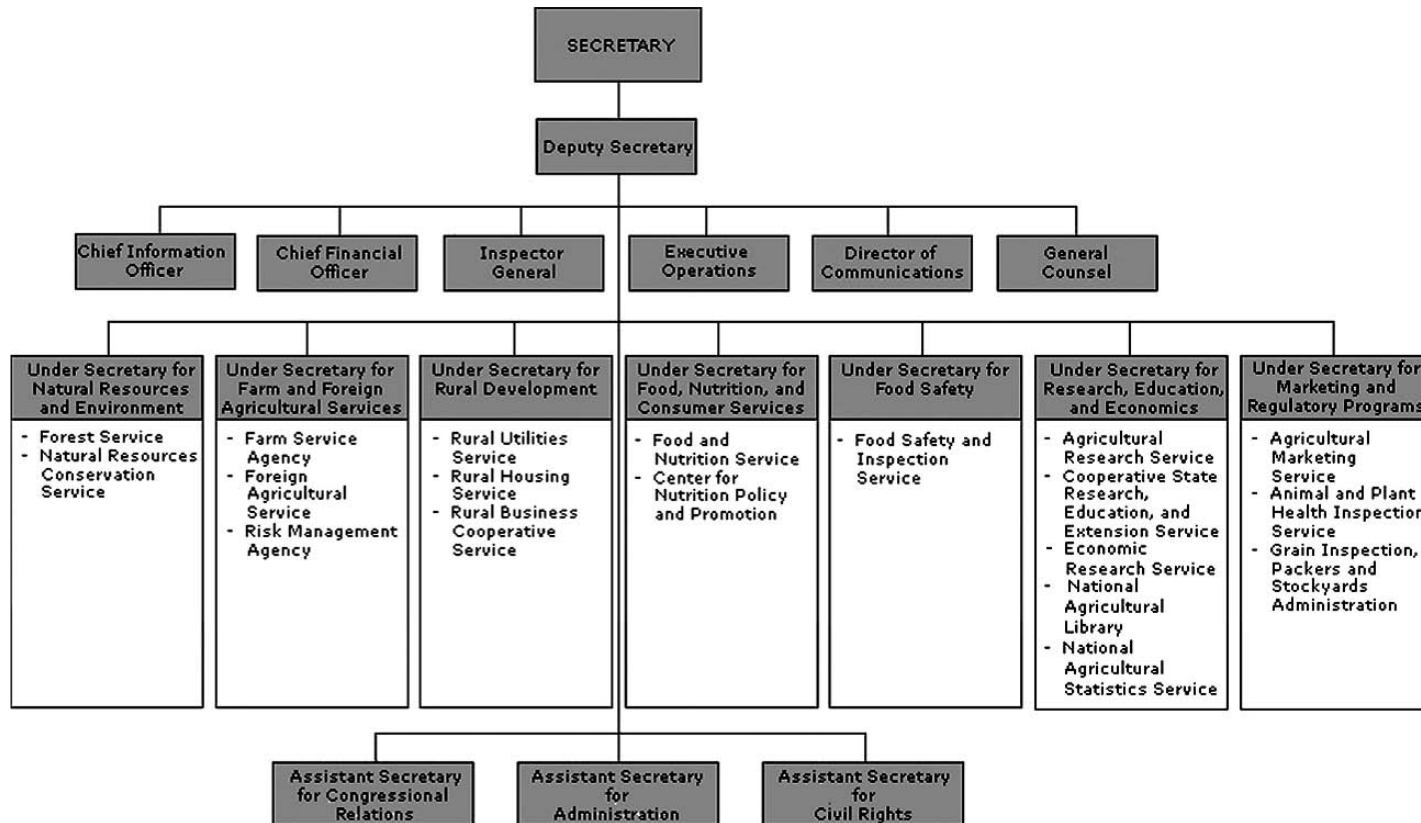 SECRETARY
Deputy Secretary
Chief Information
Officer
Chief Financial
Officer
Inspector
General
Executive
Operations
Director of
Communications
General
Counsel
Under Secretary for
Natural Resources
and Environment
- Forest Service
- Natural Resources
Conservation
Service
Under Secretary for
Farm and Foreign
Agricultural Services
- Farm Service
Agency
- Foreign
Agricultural
Service
- Risk Management
Agency
Under Secretary for
Rural Development
- Rural Utilities
Service
- Rural Housing
Service
- Rural Business
Cooperative
Service
Under Secretary for
Food, Nutrition, and
Consumer Services
- Food and
Nutrition Service
- Center for
Nutrition Policy
and Promotion
Under Secretary for
Food Safety
- Food Safety and
Inspection
Service
Under Secretary for
Research, Education,
and Economics
- Agricultural
Research Service
- Cooperative State
Research,
Education, and
Extension Service
- Economic
Research Service
- National
Agricultural
Library
- National
Agricultural
Statistics Service
Under Secretary for
Marketing and
Regulatory Programs
- Agricultural
Marketing
Service
- Animal and Plant
Health Inspection
Service
- Grain Inspection,
Packers and
Stockyards
Administration
Assistant Secretary
for Congressional
Relations
Assistant Secretary
for
Administration
Assistant Secretary
for
Civil Rights